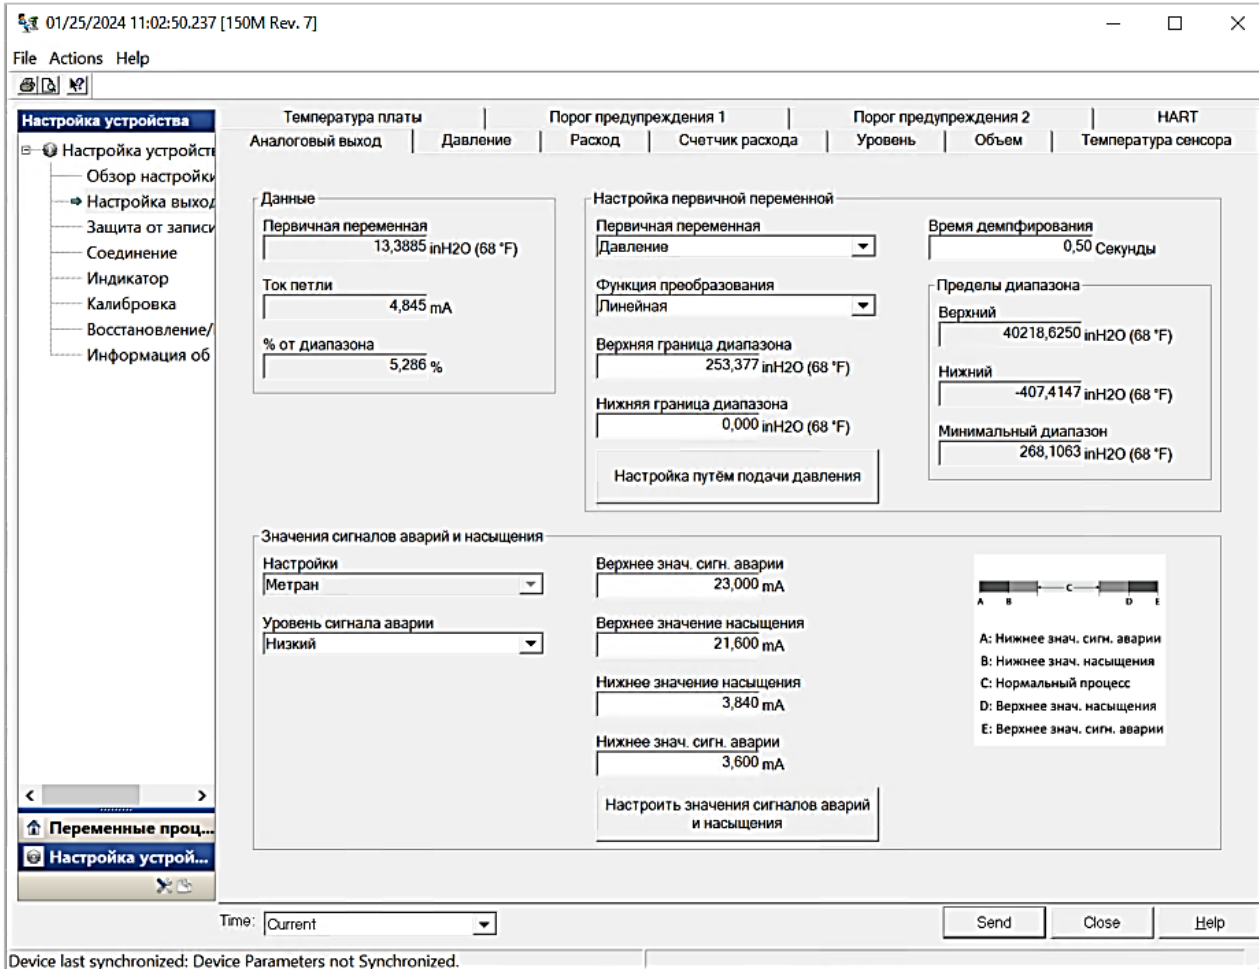 01/25/2024 11:02:50.237 [150M Rev. 7]
File Actions Help
Настройка устройства
Настройка устройсте
Обзор настройки
Настройка выход
Защита от записи
Соединение
Индикатор
Калибровка
Восстановление/
Информация об
Переменные проц...
Настройка устрой...
Температура платы Порог предупреждения 1 Порог предупреждения 2 HART
Аналоговый выход Давление Расход Счетчик расхода Уровень Объем Температура сенсора
Данные
Первичная переменная
13,3885 inH2O (68 °F)
Ток петли
4,845 mA
% от диапазона
5,286 %
Настройка первичной переменной
Первичная переменная
Давление
Функция преобразования
Линейная
Верхняя граница диапазона
253,377 inH2O (68 °F)
Нижняя граница диапазона
0,000 inH2O (68 °F)
Настройка путём подачи давления
Время демпфирования
0,50 Секунды
Пределы диапазона
Верхний
40218,6250 inH2O (68 °F)
Нижний
-407,4147 inH2O (68 °F)
Минимальный диапазон
268,1063 inH2O (68 °F)
Значения сигналов аварий и насыщения
Настройки
Метран
Уровень сигнала аварии
Низкий
Верхнее знач. сигн. аварии
23,000 mA
Верхнее значение насыщения
21,600 mA
Нижнее значение насыщения
3,840 mA
Нижнее знач. сигн. аварии
3,600 mA
Настроить значения сигналов аварий
и насыщения
C
A B D E
A: Нижнее знач. сигн. аварии
B: Нижнее знач. насыщения
C: Нормальный процесс
D: Верхнее знач. насыщения
E: Верхнее знач. сигн. аварии
Time: Current
Send Close Help
Device last synchronized: Device Parameters not Synchronized.